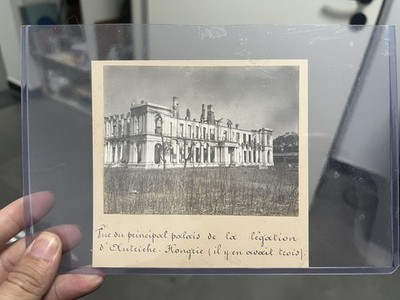 Vue du principal palais de la légation
d'Autriche-Hongrie (il y en avait trois).